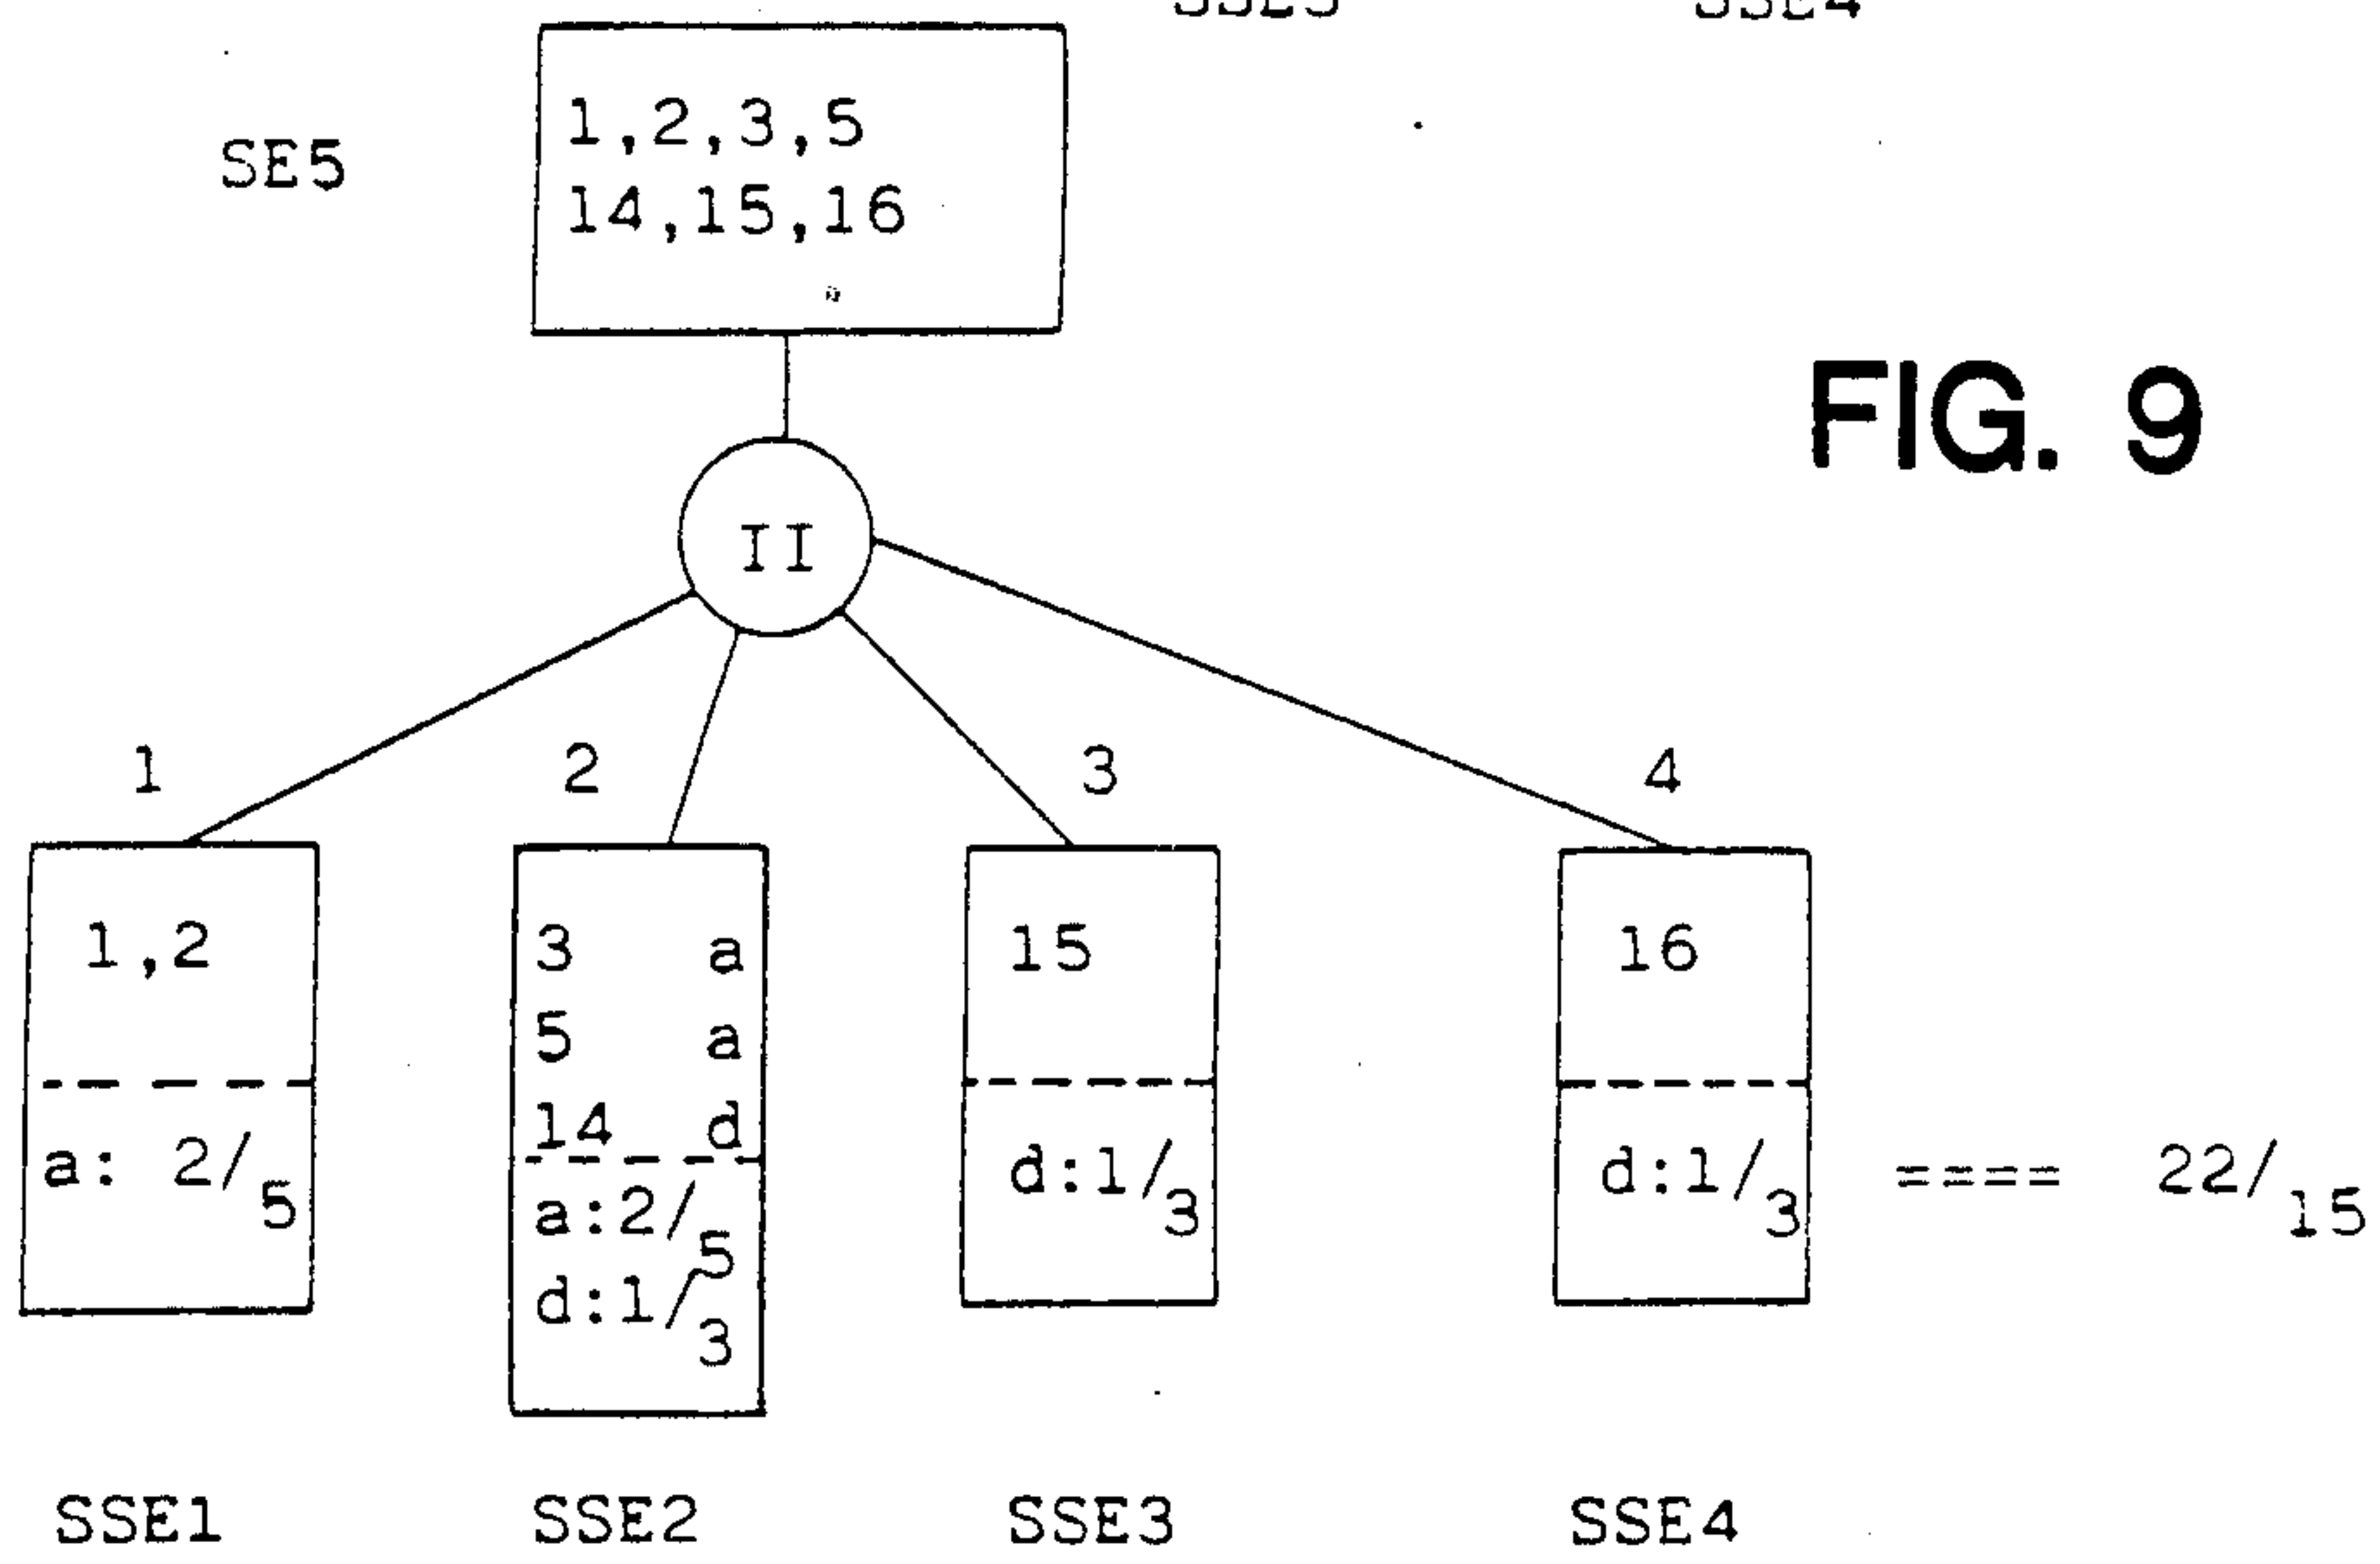 SSE3 SSE4
1,2,3,5
SE5
14,15,16
FIG. 9
II
1 2 3 4
1,2 3 a 15 16
5 a
14 d
a: 2/5 d:1/3 d:1/3 ==== 22/15
a:2/5
d:1/3
SSE1 SSE2 SSE3 SSE4